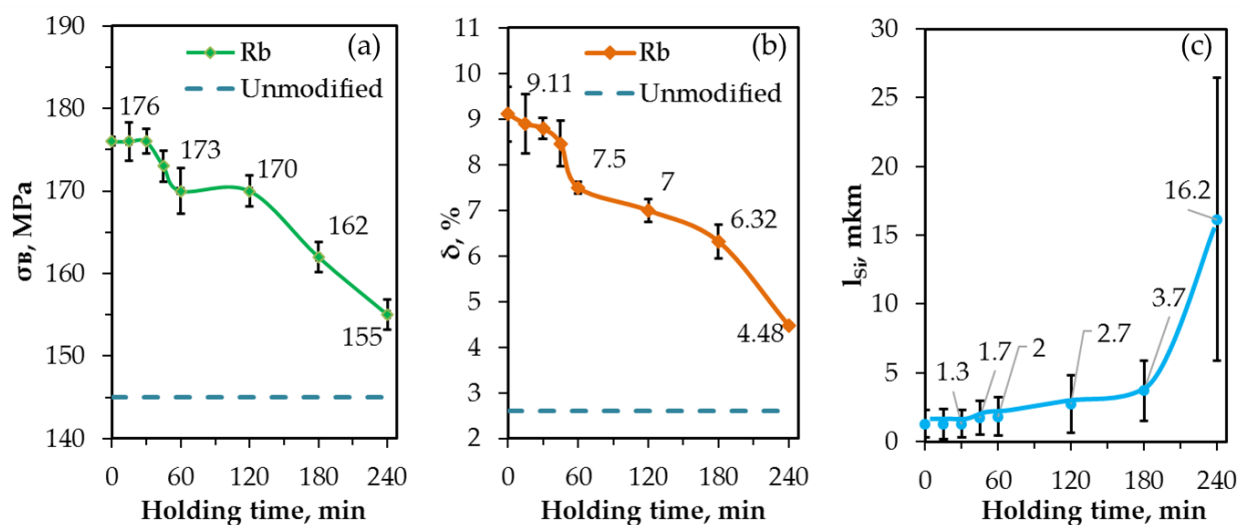 (a)
Rb
Unmodified
190
180
170
160
150
140
176
173
170
162
155
0 60 120 180 240
σв, MPa
Holding time, min
(b)
Rb
Unmodified
11
10
9
8
7
6
5
4
3
2
9.11
7.5
7
6.32
4.48
0 60 120 180 240
δ, %
Holding time, min
(c)
30
25
20
15
10
5
0
1.3
1.7
2
2.7
3.7
16.2
0 60 120 180 240
lSi, mkm
Holding time, min